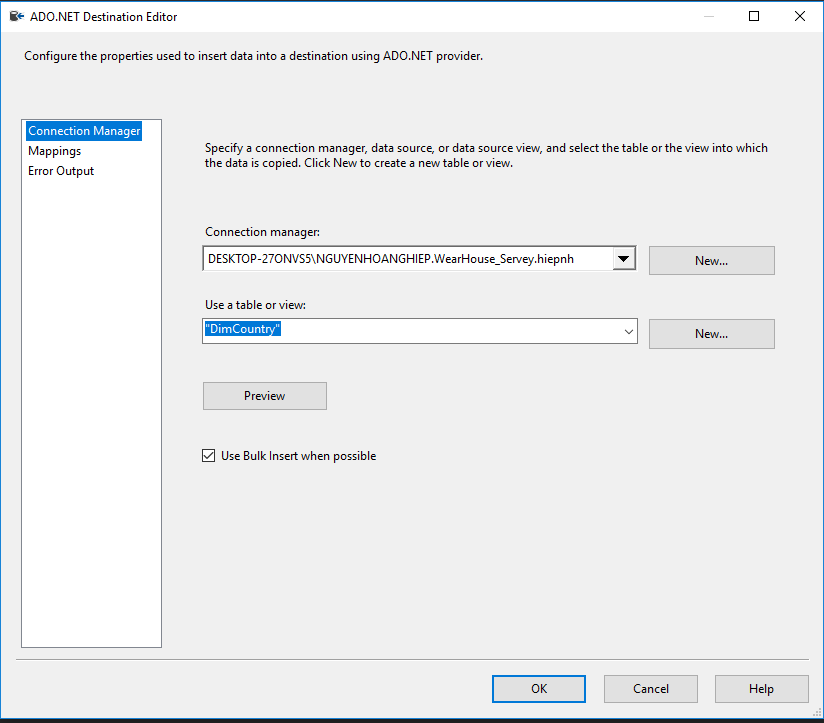 ADO.NET Destination Editor
Configure the properties used to insert data into a destination using ADO.NET provider.
Connection Manager
Mappings
Error Output
Specify a connection manager, data source, or data source view, and select the table or the view into which
the data is copied. Click New to create a new table or view.
Connection manager:
DESKTOP-27ONVS5\NGUYENHOANGHIEP.WearHouse_Servey.hiepnh
New...
Use a table or view:
"DimCountry"
New...
Preview
Use Bulk Insert when possible
OK
Cancel
Help